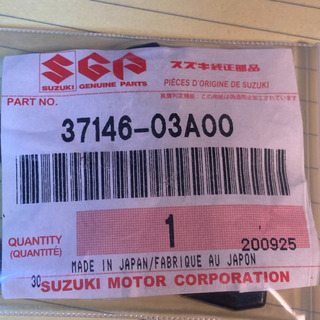 SGP
スズキ純正部品
SUZUKI GENUINE PARTS
PIÈCES D'ORIGINE DE SUZUKI
PART NO.
37146-03A00
QUANTITY
(QUANTITÉ)
1
200925
MADE IN JAPAN/FABRIQUE AU JAPON
30
SUZUKI MOTOR CORPORATION